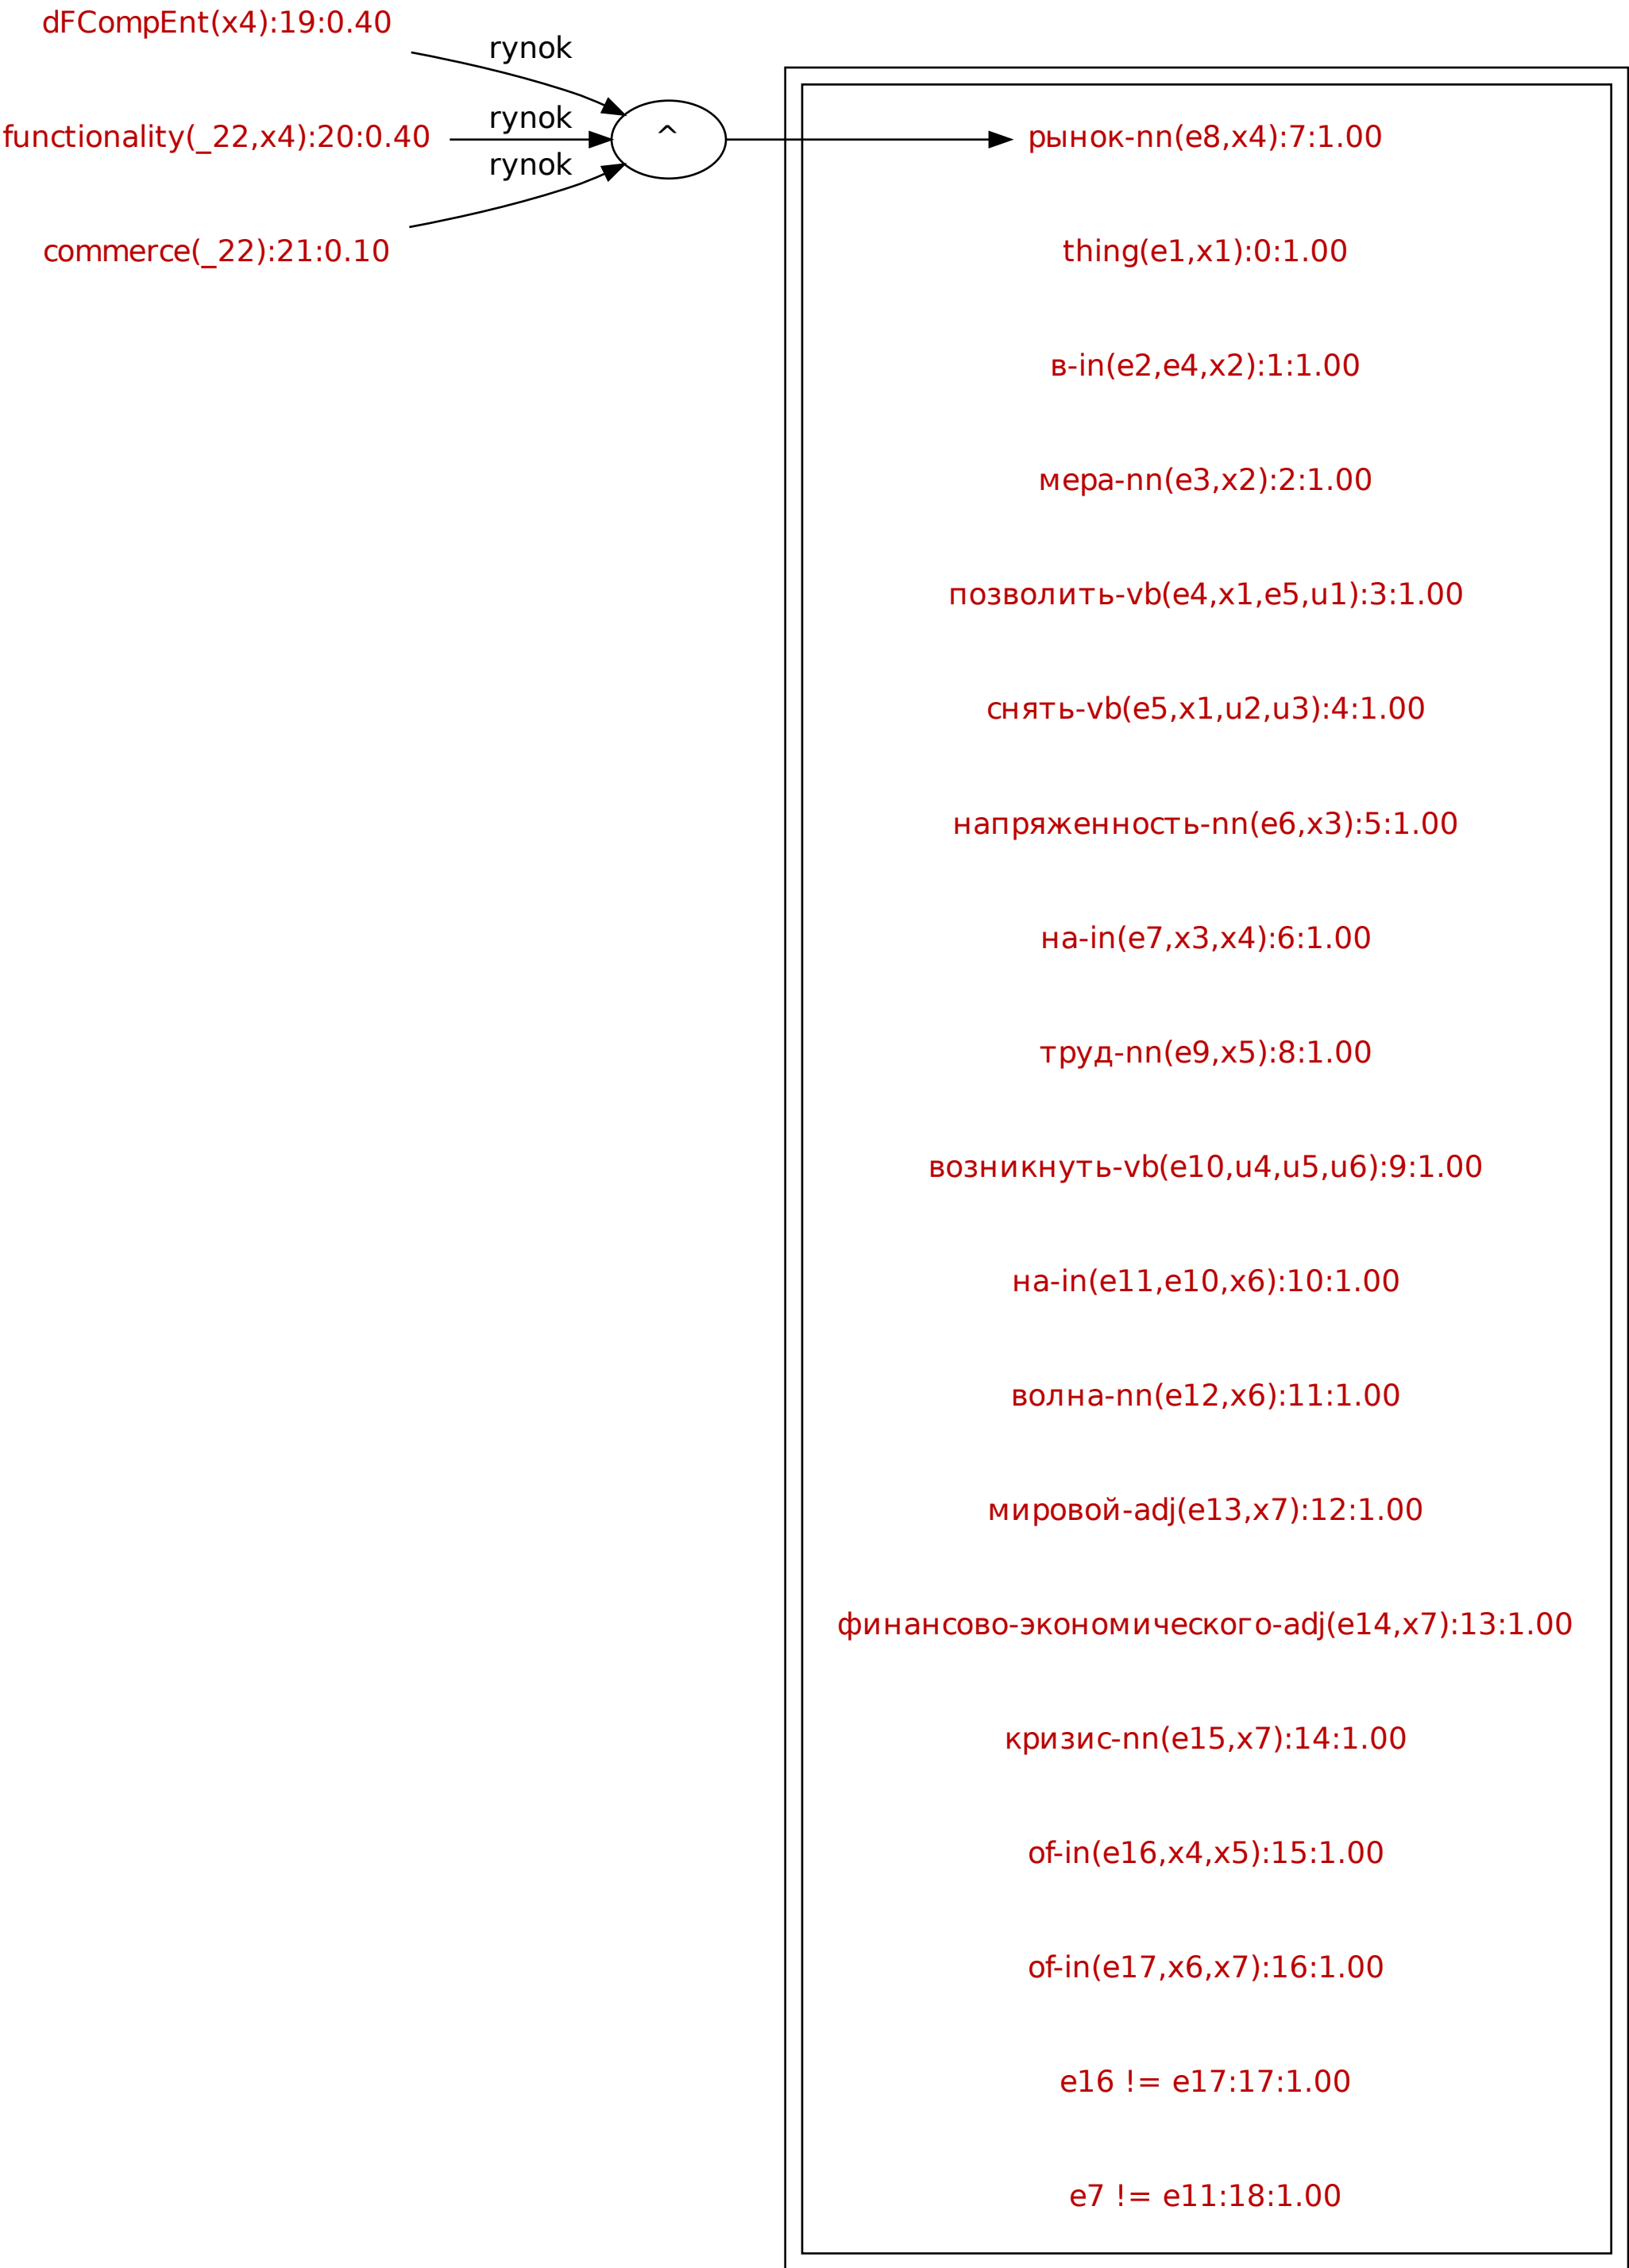 dFCompEnt(x4):19:0.40
rynok
functionality(_22,x4):20:0.40
rynok
^
рынок-nn(e8,x4):7:1.00
rynok
commerce(_22):21:0.10
thing(e1,x1):0:1.00
в-in(e2,e4,x2):1:1.00
мера-nn(e3,x2):2:1.00
позволить-vb(e4,x1,e5,u1):3:1.00
снять-vb(e5,x1,u2,u3):4:1.00
напряженность-nn(e6,x3):5:1.00
на-in(e7,x3,x4):6:1.00
труд-nn(e9,x5):8:1.00
возникнуть-vb(e10,u4,u5,u6):9:1.00
на-in(e11,e10,x6):10:1.00
волна-nn(e12,x6):11:1.00
мировой-adj(e13,x7):12:1.00
финансово-экономического-adj(e14,x7):13:1.00
кризис-nn(e15,x7):14:1.00
of-in(e16,x4,x5):15:1.00
of-in(e17,x6,x7):16:1.00
e16 != e17:17:1.00
e7 != e11:18:1.00